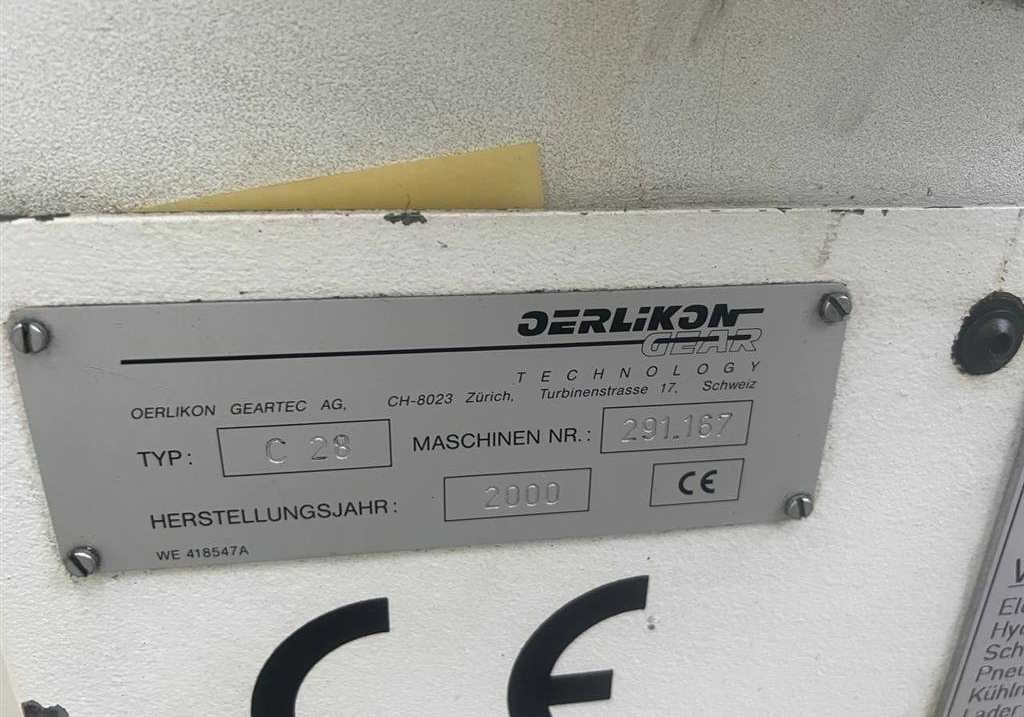 OERLiKON
GEAR
TECHNOLOGY
OERLIKON GEARTEC AG, CH-8023 Zürich, Turbinenstrasse 17, Schweiz
TYP: C 28 MASCHINEN NR.: 291.167
HERSTELLUNGSJAHR: 2000 CE
WE 418547A
CE